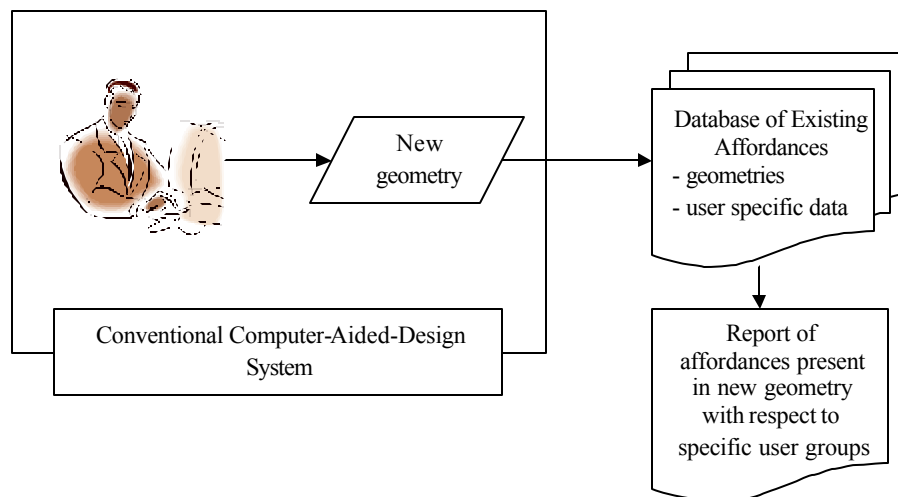 New
geometry
Database of Existing
Affordances
- geometries
- user specific data
Conventional Computer-Aided-Design
System
Report of
affordances present
in new geometry
with respect to
specific user groups